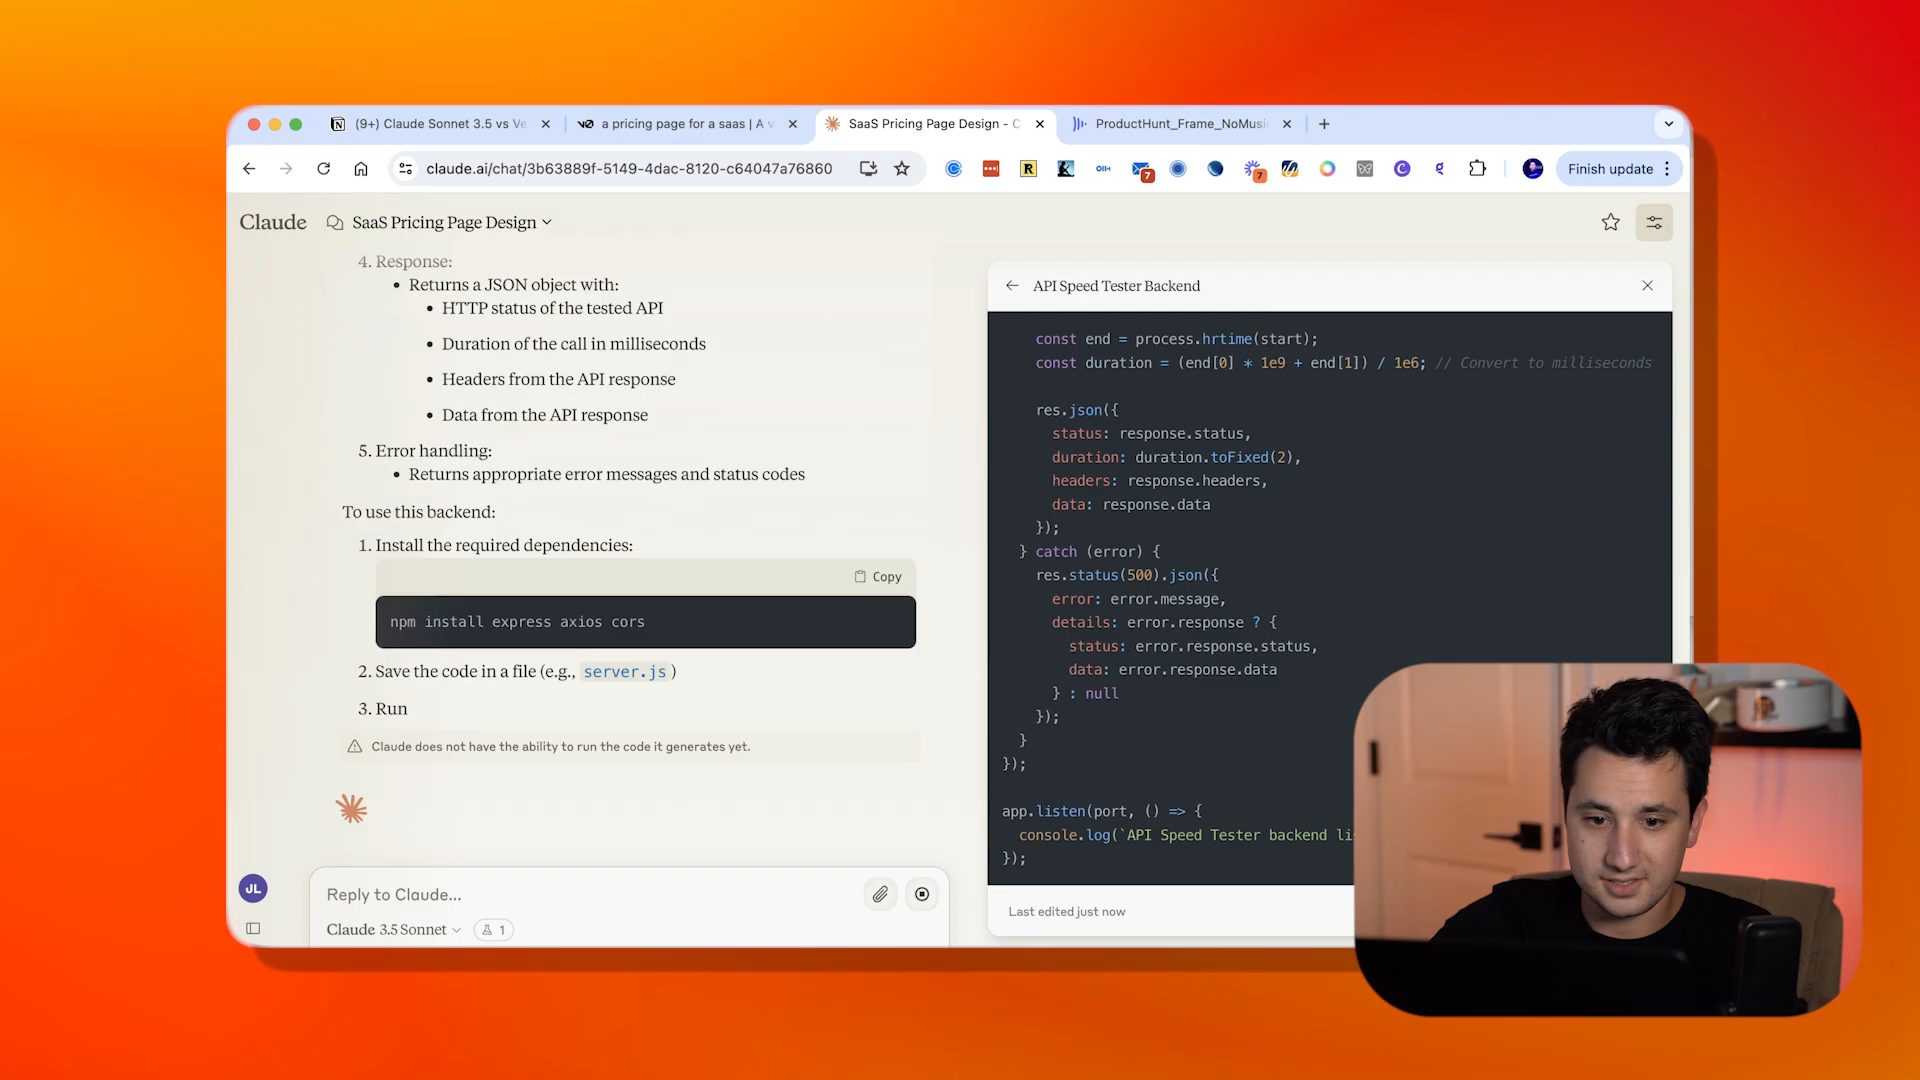 (9+) Claude Sonnet 3.5 vs Ve
v0 a pricing page for a saas | A v
SaaS Pricing Page Design - C
ProductHunt_Frame_NoMusic
claude.ai/chat/3b63889f-5149-4dac-8120-c64047a76860
R
7
7
Finish update
Claude
SaaS Pricing Page Design
4. Response:
• Returns a JSON object with:
• HTTP status of the tested API
• Duration of the call in milliseconds
• Headers from the API response
• Data from the API response
5. Error handling:
• Returns appropriate error messages and status codes
To use this backend:
1. Install the required dependencies:
Copy
npm install express axios cors
2. Save the code in a file (e.g., server.js )
3. Run
Claude does not have the ability to run the code it generates yet.
JL
Reply to Claude...
Claude 3.5 Sonnet
1
API Speed Tester Backend
const end = process.hrtime(start);
const duration = (end[0] * 1e9 + end[1]) / 1e6; // Convert to milliseconds
res.json({
status: response.status,
duration: duration.toFixed(2),
headers: response.headers,
data: response.data
});
} catch (error) {
res.status(500).json({
error: error.message,
details: error.response ? {
status: error.response.status,
data: error.response.data
} : null
});
}
});
app.listen(port, () => {
console.log(`API Speed Tester backend li
});
Last edited just now